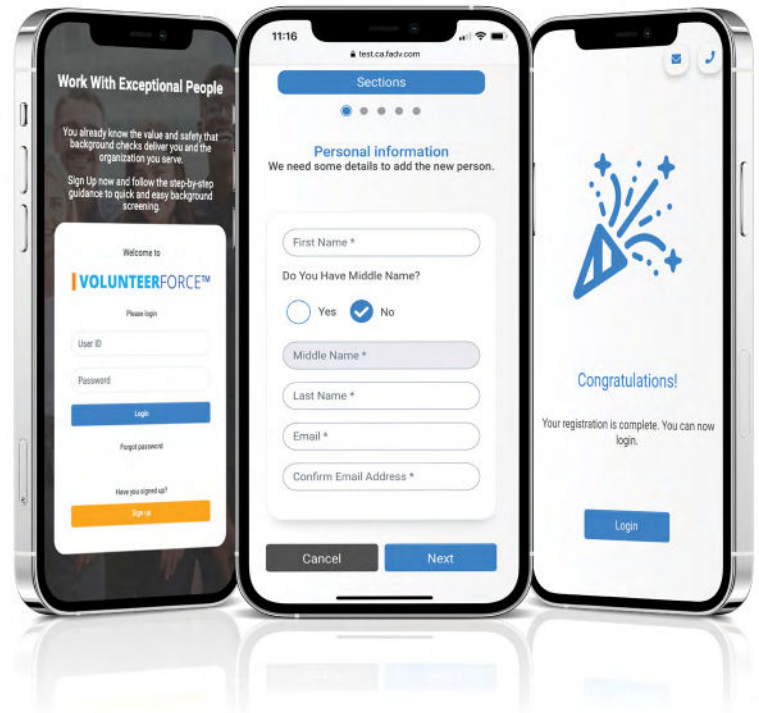 Work With Exceptional People
You already know the value and safety that
background checks deliver you and the
organization you serve.
Sign Up now and follow the step-by-step
guidance to quick and easy background
screening.
Welcome to
VOLUNTEERFORCE™
Please login
User ID
Password
Login
Forgot password
Have you signed up?
Sign up
11:16
test.ca.fadv.com
Sections
Personal information
We need some details to add the new person.
First Name *
Do You Have Middle Name?
Yes No
Middle Name *
Last Name *
Email *
Confirm Email Address *
Cancel Next
Congratulations!
Your registration is complete. You can now
login.
Login